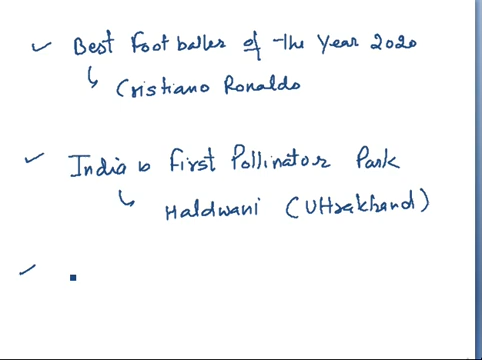 Best Footballer of The Year 2020
Cristiano Ronaldo
India's First Pollinator Park
Haldwani (Uttrakhand)